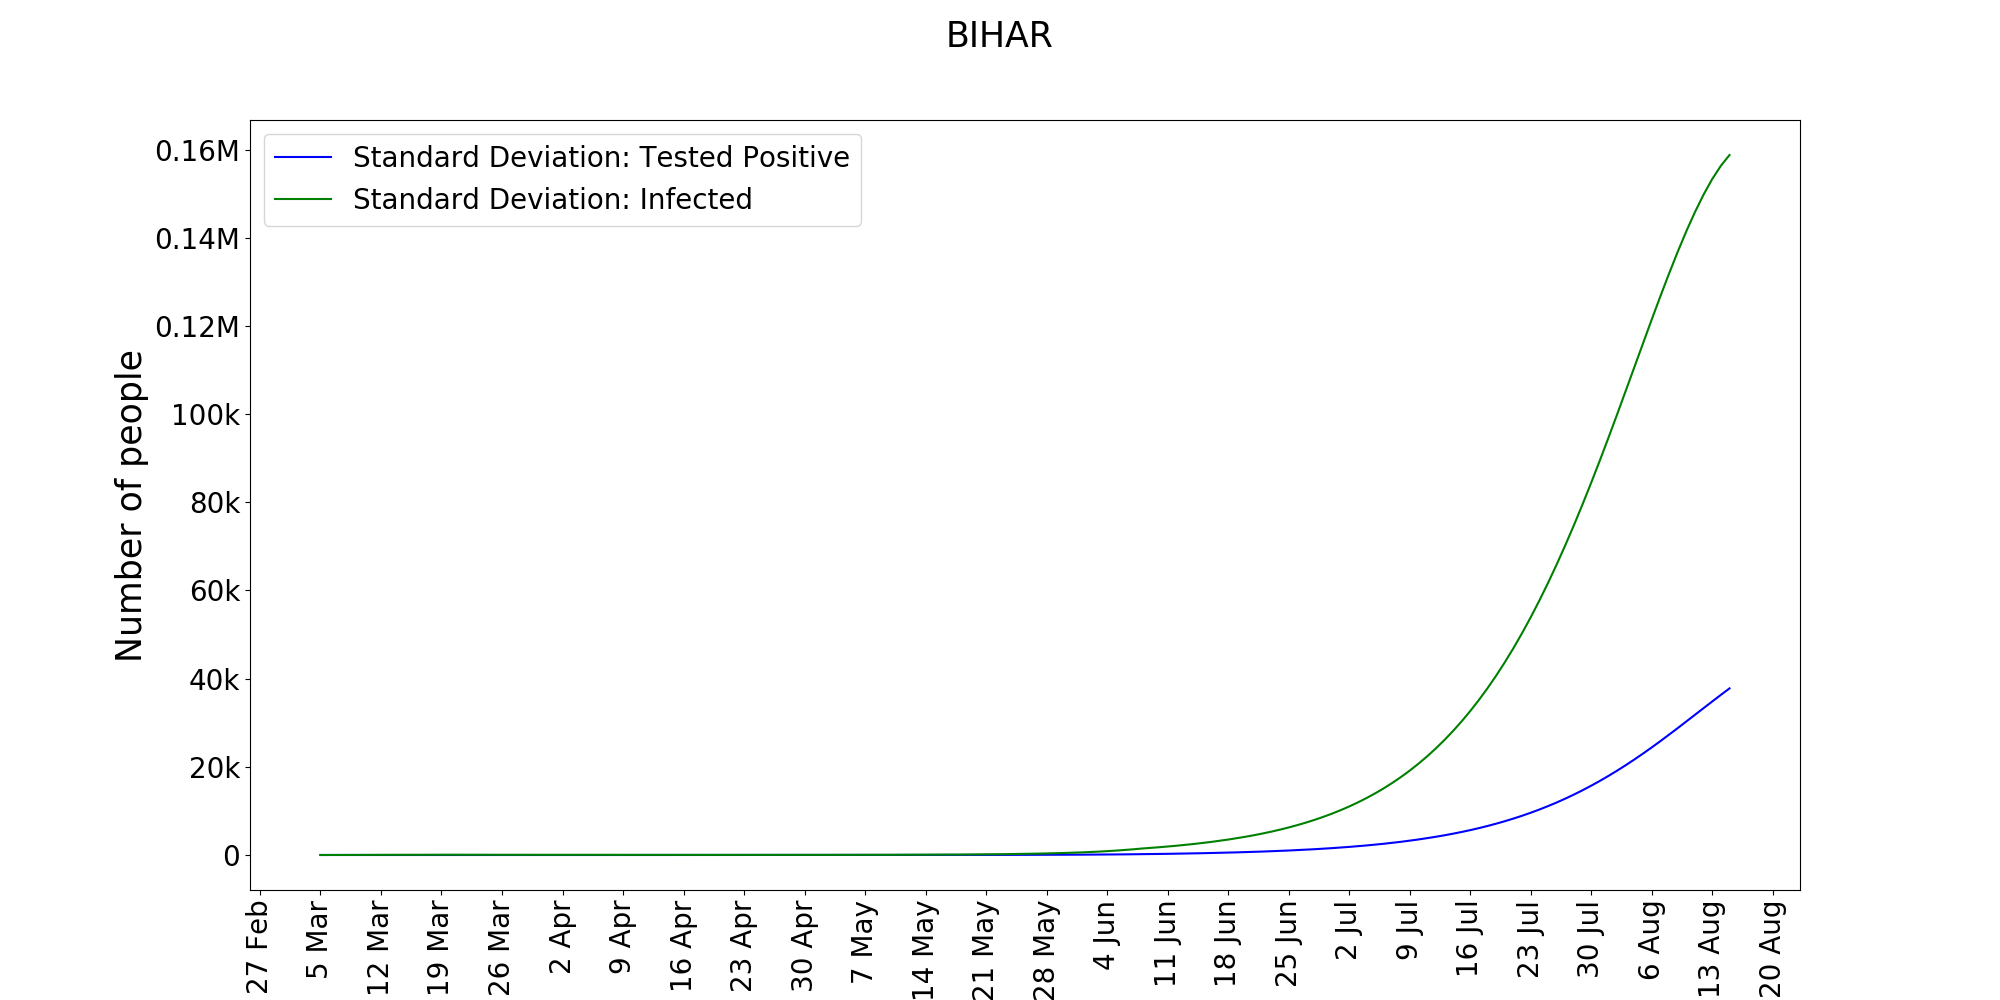 BIHAR
Standard Deviation: Tested Positive
Standard Deviation: Infected
Number of people
0.16M
0.14M
0.12M
100k
80k
60k
40k
20k
0
27 Feb
5 Mar
12 Mar
19 Mar
26 Mar
2 Apr
9 Apr
16 Apr
23 Apr
30 Apr
7 May
14 May
21 May
28 May
4 Jun
11 Jun
18 Jun
25 Jun
2 Jul
9 Jul
16 Jul
23 Jul
30 Jul
6 Aug
13 Aug
20 Aug